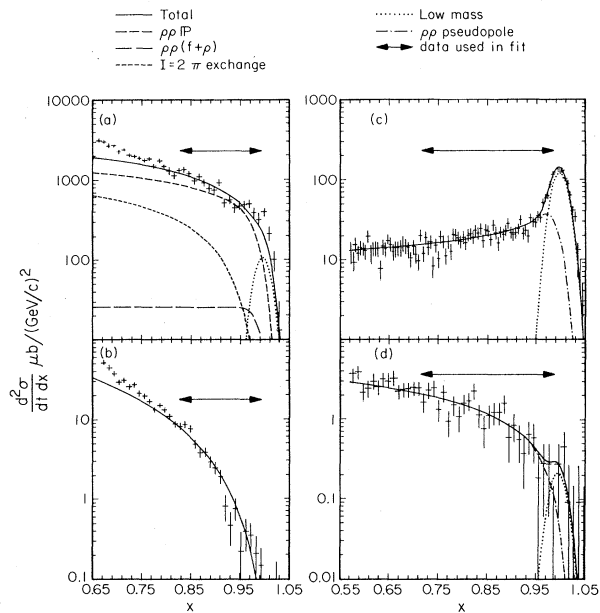 Total
ρρ ℙ
ρρ (f+ρ)
I=2 π exchange
Low mass
ρρ pseudopole
data used in fit
10000
1000
100
(a)
1000
100
10
(c)
d²σ
dt dx
μb/(GeV/c)²
10
1
0.1
(b)
0.65 0.75 0.85 0.95 1.05
x
1
0.1
0.01
(d)
0.55 0.65 0.75 0.85 0.95 1.05
x